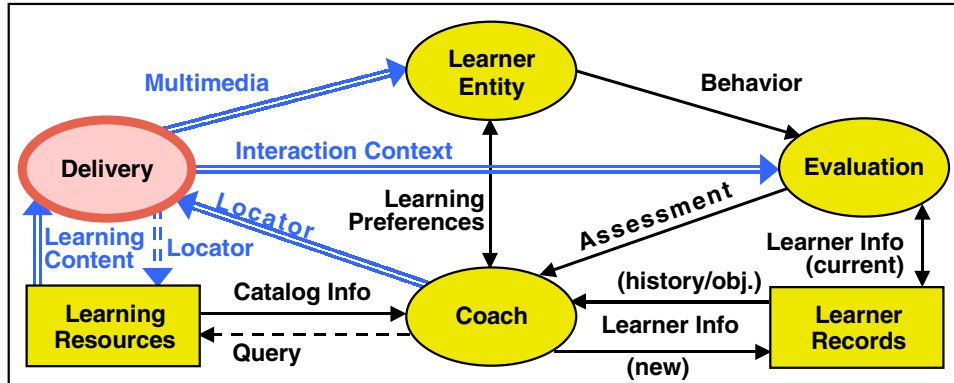 Learner
Entity
Multimedia
Behavior
Delivery
Interaction Context
Evaluation
Learning
Preferences
Locator
Assessment
Learning
Content
Locator
Learner Info
(current)
Catalog Info
(history/obj.)
Learning
Resources
Coach
Learner Info
Learner
Records
Query
(new)